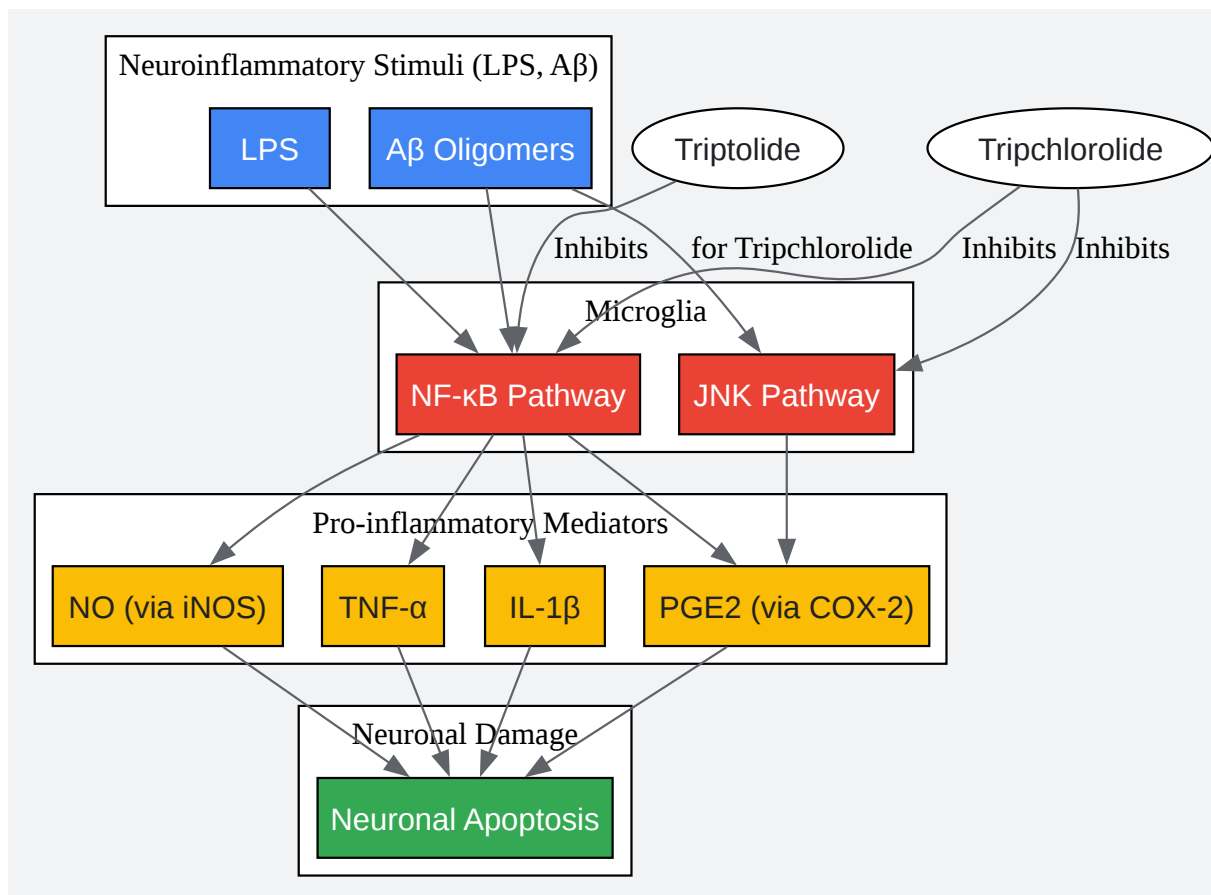 Neuroinflammatory Stimuli (LPS, Aβ)
LPS
Aβ Oligomers
Triptolide
Tripchlorolide
Inhibits
for Tripchlorolide
Inhibits
Inhibits
Microglia
NF-κB Pathway
JNK Pathway
Pro-inflammatory Mediators
NO (via iNOS)
TNF-α
IL-1β
PGE2 (via COX-2)
Neuronal Damage
Neuronal Apoptosis